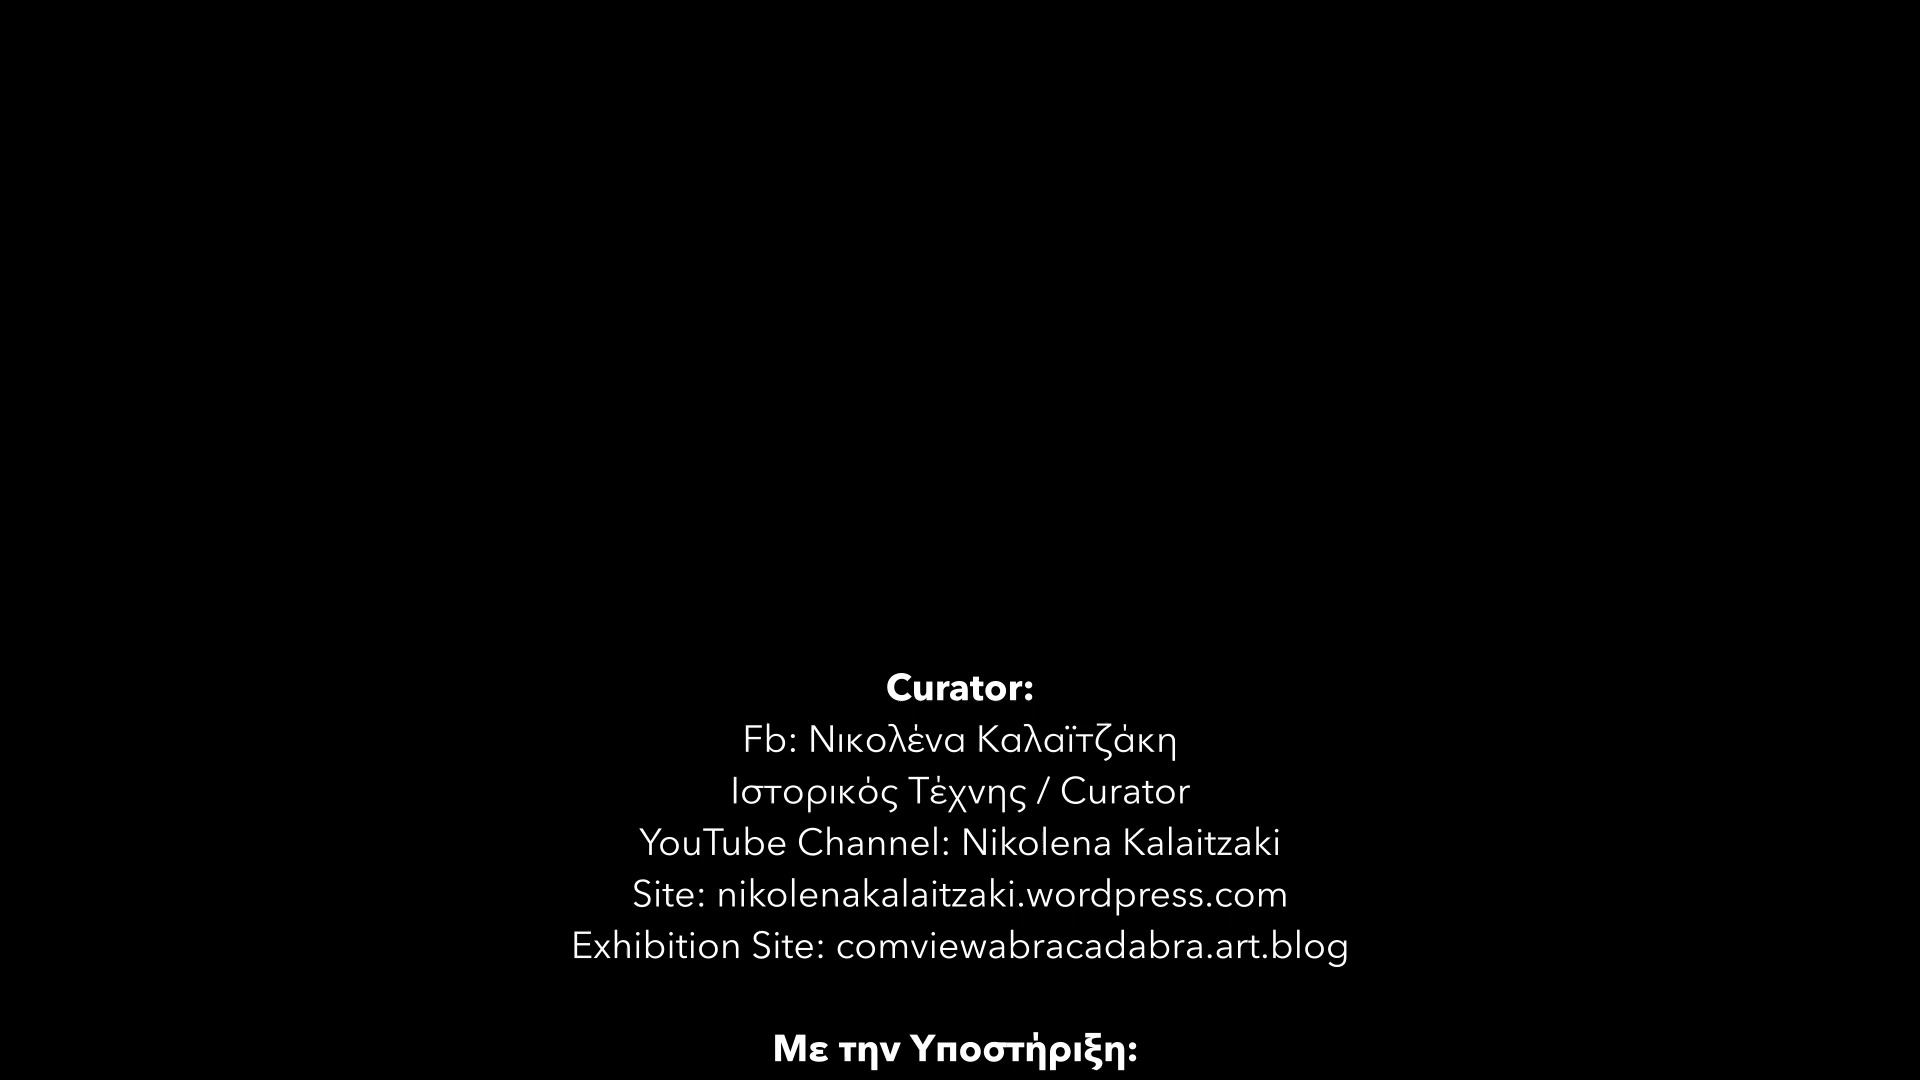 Curator:
Fb: Νικολένα Καλαϊτζάκη
Ιστορικός Τέχνης / Curator
YouTube Channel: Nikolena Kalaitzaki
Site: nikolenakalaitzaki.wordpress.com
Exhibition Site: comviewabracadabra.art.blog
Με την Υποστήριξη: